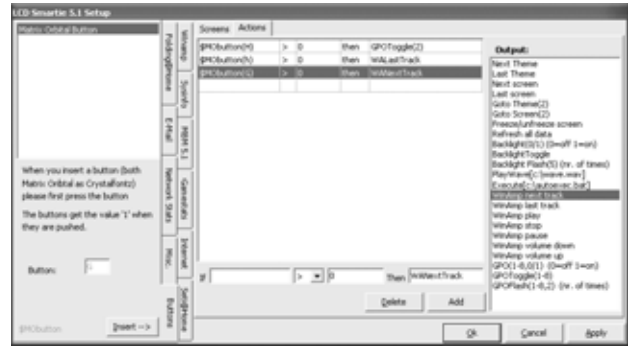 LCD Smartie 5.1 Setup
Matrix Orbital Button
When you insert a button (both
Matrix Orbital as Crystalfontz)
please first press the button
The buttons get the value '1' when
they are pushed.
Button:
G
$MObutton
Insert -->
Winamp
Sysinfo
MBM 5.1
Gamestats
Internet
Seti@Home
Folding@Home
E-Mail
Network Stats
Misc.
Buttons
Screens Actions
$MObutton(H) > 0 then GPOToggle(2)
$MObutton(N) > 0 then WALastTrack
$MObutton(G) > 0 then WANextTrack
If > 0 Then WANextTrack
Delete Add
Output:
Next Theme
Last Theme
Next screen
Last screen
Goto Theme(2)
Goto Screen(2)
Freeze/unfreeze screen
Refresh all data
Backlight(0/1) (0=off 1=on)
BacklightToggle
Backlight Flash(5) (nr. of times)
PlayWave[c:\wave.wav]
Execute[c:\autoexec.bat]
WinAmp next track
WinAmp last track
WinAmp play
WinAmp stop
WinAmp pause
WinAmp volume down
WinAmp volume up
GPO(1-8,0/1) (0=off 1=on)
GPOToggle(1-8)
GPOFlash(1-8,2) (nr. of times)
Ok Cancel Apply